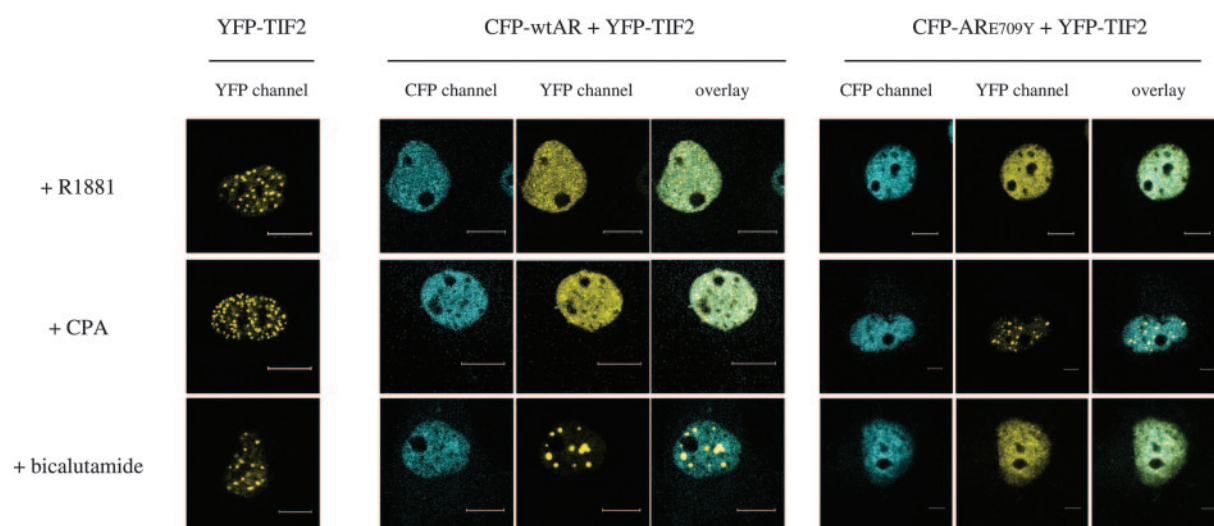 YFP-TIF2 CFP-wtAR + YFP-TIF2 CFP-ARE709Y + YFP-TIF2
YFP channel CFP channel YFP channel overlay CFP channel YFP channel overlay
+ R1881
+ CPA
+ bicalutamide